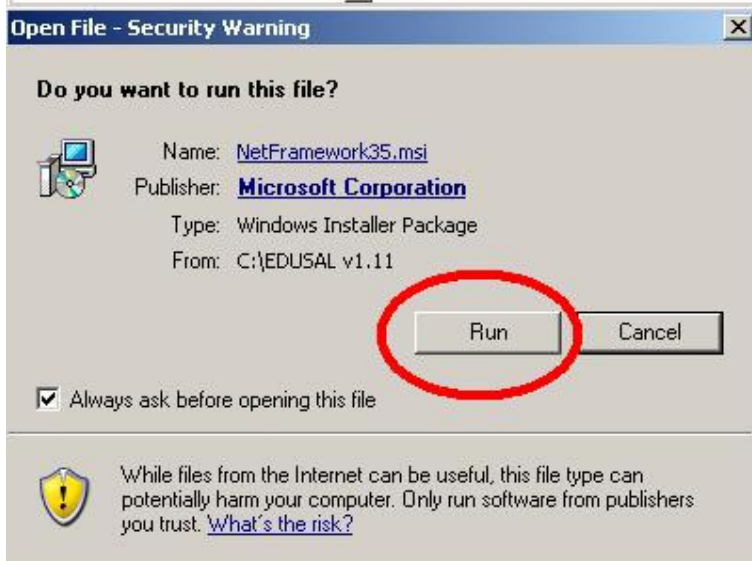 Open File - Security Warning
Do you want to run this file?
Name: NetFramework35.msi
Publisher: Microsoft Corporation
Type: Windows Installer Package
From: C:\EDUSAL v1.11
Run Cancel
Always ask before opening this file
While files from the Internet can be useful, this file type can
potentially harm your computer. Only run software from publishers
you trust. What's the risk?